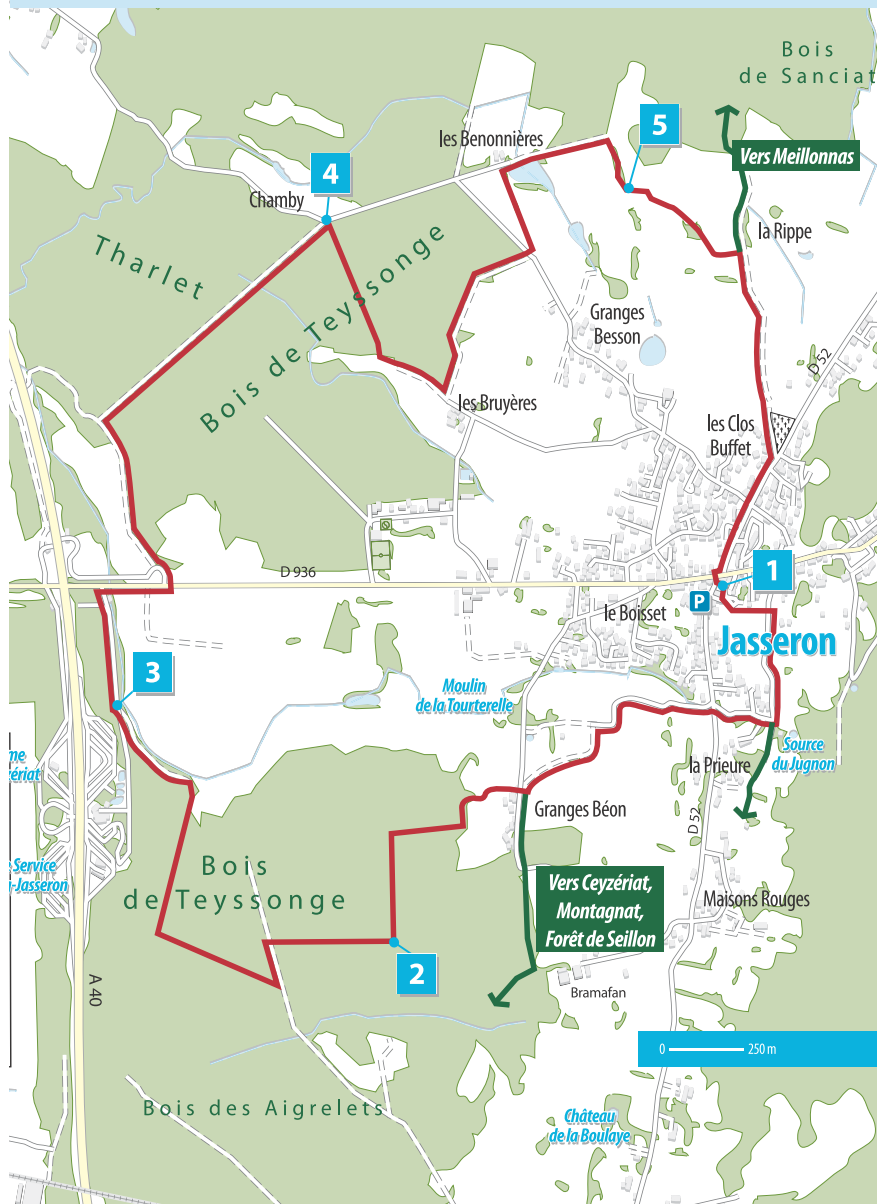 Bois
de Sanciat
5
les Benonnières
Vers Meillonnas
4
Chamby
la Rippe
Tharlet
Bois de Teyssonge
Granges
Besson
D 52
les Bruyères
les Clos
Buffet
D 936
1
P
le Boisset
Jasseron
3
Moulin
de la Tourterelle
Source
du Jugnon
la Prieure
Granges Béon
D 52
Service
-Jasseron
Bois
de Teyssonge
Vers Ceyzériat,
Montagnat,
Forêt de Seillon
Maisons Rouges
2
A 40
Bramafan
0 250 m
Bois des Aigrelets
Château
de la Boulaye